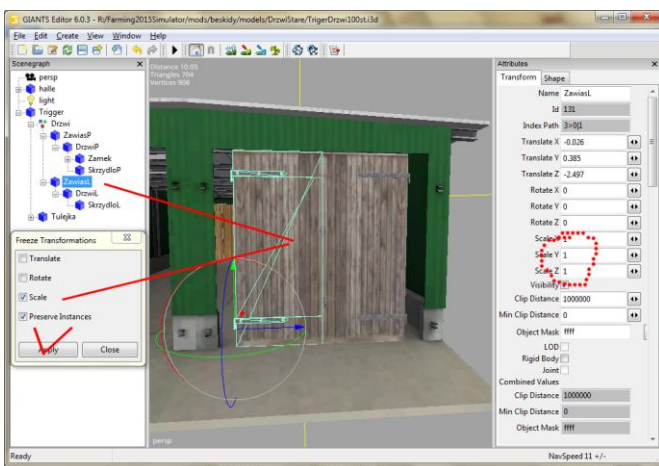 GIANTS Editor 6.0.3 - R:/Farming2015Simulator/mods/beskidy/models/DrzwiStare/TrigerDrzwi100st.i3d
File Edit Create View Window Help
Scenegraph
persp
halle
light
Trigger
Drzwi
ZawiasP
DrzwiP
Zamek
SkrzydloP
ZawiasL
DrzwiL
SkrzydloL
Tulejka
Freeze Transformations
Translate
Rotate
Scale
Preserve Instances
Apply Close
Distance 10.05
Triangles 704
Vertices 908
persp
Attributes
Transform Shape
Name ZawiasL
Id 131
Index Path 3>0|1
Translate X -0.026
Translate Y 0.385
Translate Z -2.497
Rotate X 0
Rotate Y 0
Rotate Z 0
Scale X 1
Scale Y 1
Scale Z 1
Visibility
Clip Distance 1000000
Min Clip Distance 0
Object Mask ffff
LOD
Rigid Body
Joint
Combined Values
Clip Distance 1000000
Min Clip Distance 0
Object Mask ffff
Ready
NavSpeed 11 +/-